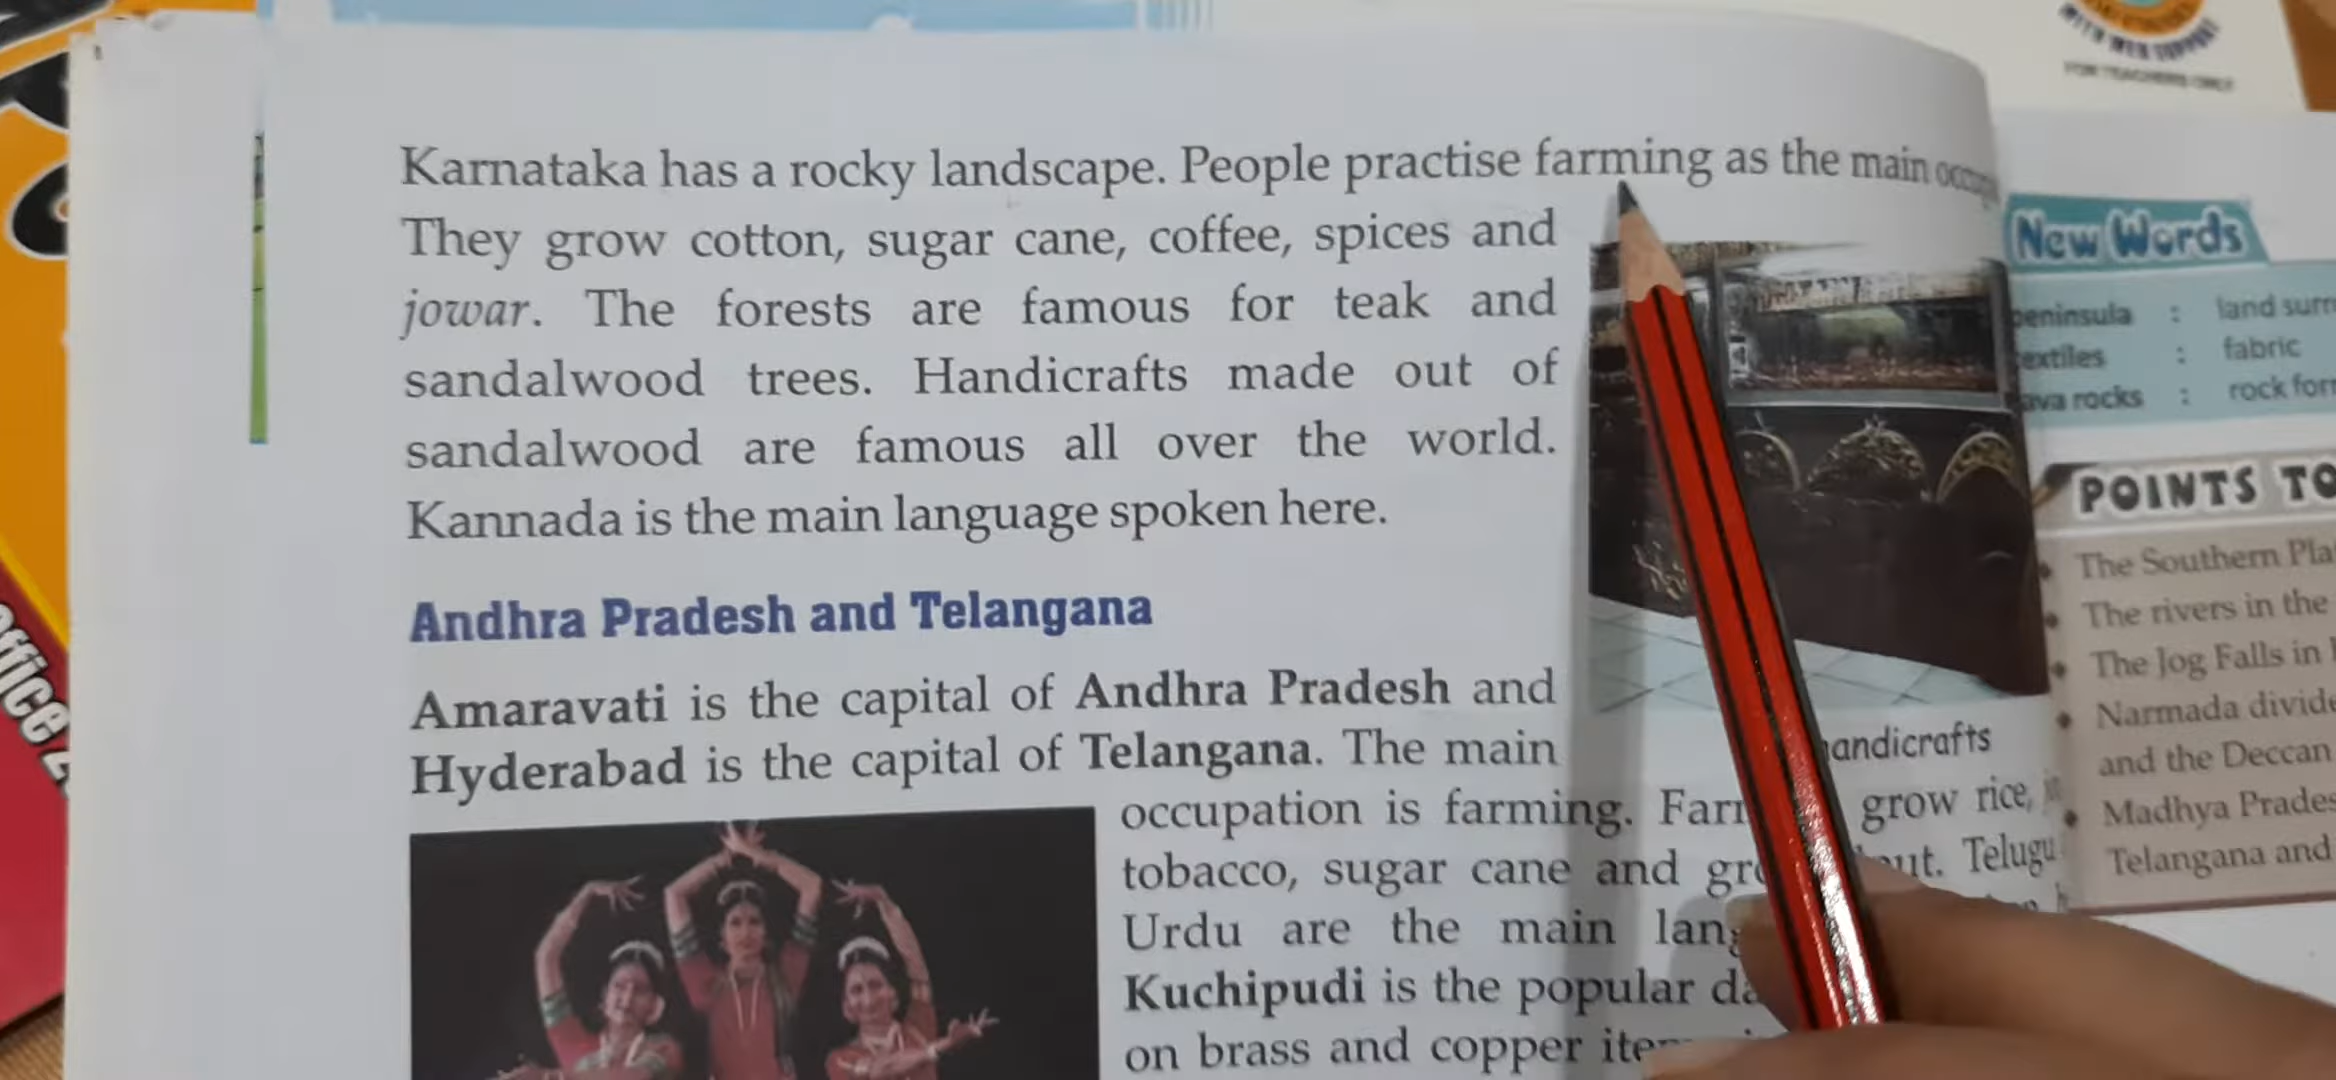 Karnataka has a rocky landscape. People practise farming as the main
They grow cotton, sugar cane, coffee, spices and
jowar. The forests are famous for teak and
sandalwood trees. Handicrafts made out of
sandalwood are famous all over the world.
Kannada is the main language spoken here.
Andhra Pradesh and Telangana
Amaravati is the capital of Andhra Pradesh and
Hyderabad is the capital of Telangana. The main
occupation is farming. grow rice,
tobacco, sugar cane and Telugu
Urdu are the main
Kuchipudi is the popular
on brass and copper
New Words
: land
: fabric
rocks : rock
POINTS TO
The Southern
The rivers in the
The Jog Falls in
Narmada
and the Deccan
Madhya
Telangana and
FOR TEACHERS ONLY